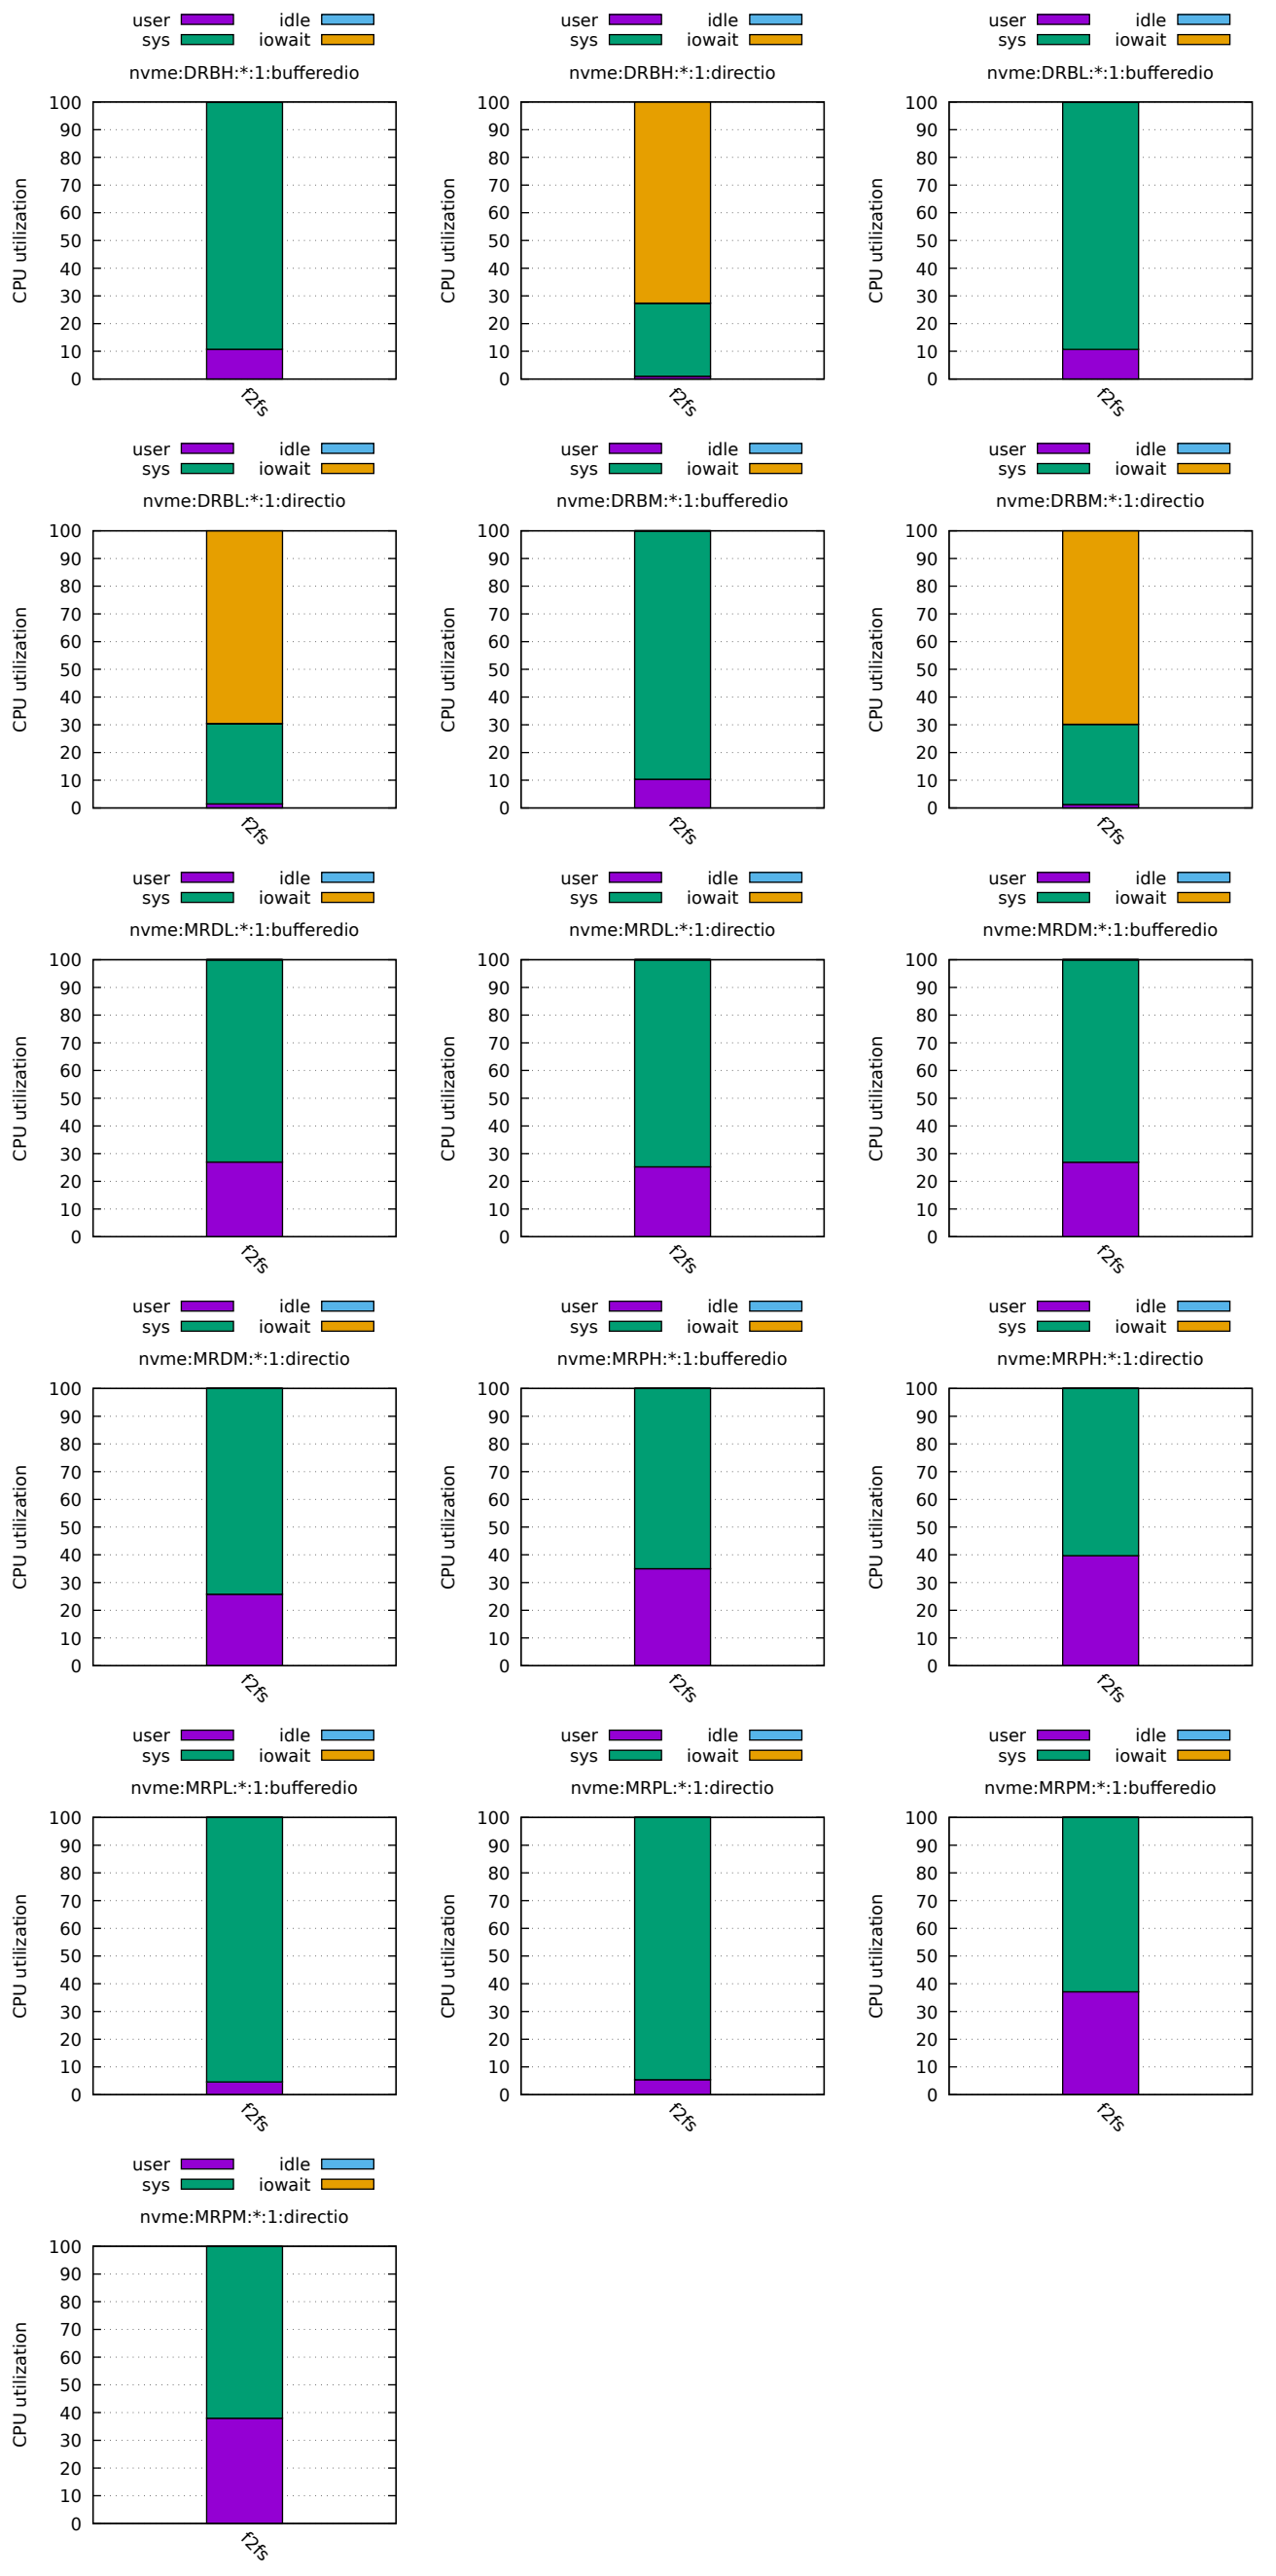 user idle
sys iowait
nvme:DRBH:*:1:bufferedio
CPU utilization
100
90
80
70
60
50
40
30
20
10
0
f2fs
user idle
sys iowait
nvme:DRBH:*:1:directio
CPU utilization
100
90
80
70
60
50
40
30
20
10
0
f2fs
user idle
sys iowait
nvme:DRBL:*:1:bufferedio
CPU utilization
100
90
80
70
60
50
40
30
20
10
0
f2fs
user idle
sys iowait
nvme:DRBL:*:1:directio
CPU utilization
100
90
80
70
60
50
40
30
20
10
0
f2fs
user idle
sys iowait
nvme:DRBM:*:1:bufferedio
CPU utilization
100
90
80
70
60
50
40
30
20
10
0
f2fs
user idle
sys iowait
nvme:DRBM:*:1:directio
CPU utilization
100
90
80
70
60
50
40
30
20
10
0
f2fs
user idle
sys iowait
nvme:MRDL:*:1:bufferedio
CPU utilization
100
90
80
70
60
50
40
30
20
10
0
f2fs
user idle
sys iowait
nvme:MRDL:*:1:directio
CPU utilization
100
90
80
70
60
50
40
30
20
10
0
f2fs
user idle
sys iowait
nvme:MRDM:*:1:bufferedio
CPU utilization
100
90
80
70
60
50
40
30
20
10
0
f2fs
user idle
sys iowait
nvme:MRDM:*:1:directio
CPU utilization
100
90
80
70
60
50
40
30
20
10
0
f2fs
user idle
sys iowait
nvme:MRPH:*:1:bufferedio
CPU utilization
100
90
80
70
60
50
40
30
20
10
0
f2fs
user idle
sys iowait
nvme:MRPH:*:1:directio
CPU utilization
100
90
80
70
60
50
40
30
20
10
0
f2fs
user idle
sys iowait
nvme:MRPL:*:1:bufferedio
CPU utilization
100
90
80
70
60
50
40
30
20
10
0
f2fs
user idle
sys iowait
nvme:MRPL:*:1:directio
CPU utilization
100
90
80
70
60
50
40
30
20
10
0
f2fs
user idle
sys iowait
nvme:MRPM:*:1:bufferedio
CPU utilization
100
90
80
70
60
50
40
30
20
10
0
f2fs
user idle
sys iowait
nvme:MRPM:*:1:directio
CPU utilization
100
90
80
70
60
50
40
30
20
10
0
f2fs